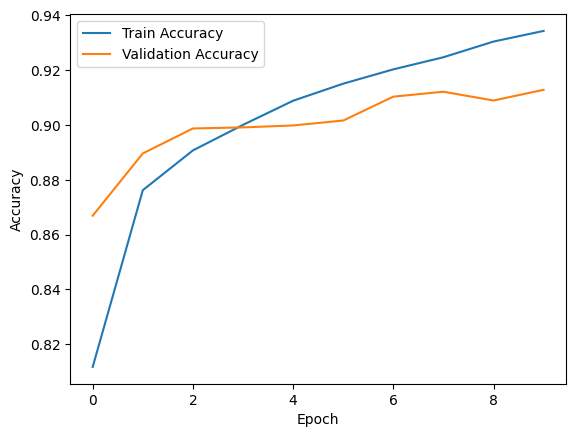 Train Accuracy
Validation Accuracy
Accuracy
0.94
0.92
0.90
0.88
0.86
0.84
0.82
0 2 4 6 8
Epoch